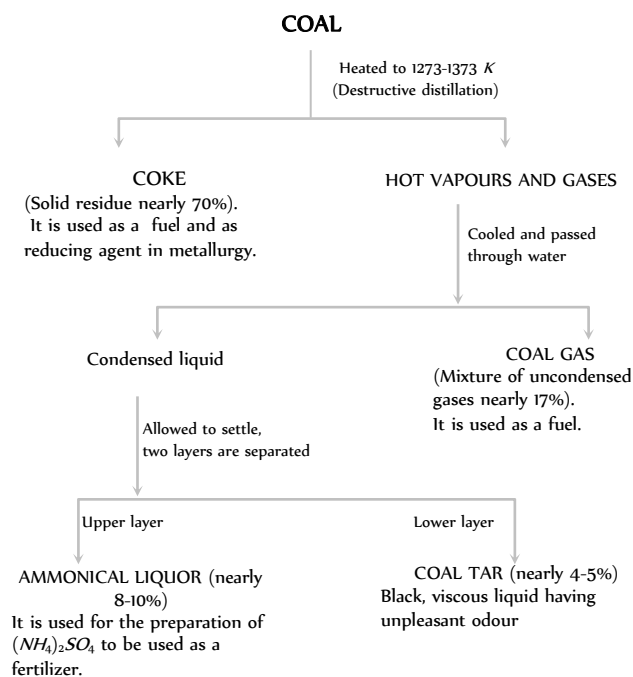 COAL
Heated to 1273-1373 K
(Destructive distillation)
COKE
(Solid residue nearly 70%).
It is used as a fuel and as
reducing agent in metallurgy.
HOT VAPOURS AND GASES
Cooled and passed
through water
Condensed liquid
COAL GAS
(Mixture of uncondensed
gases nearly 17%).
It is used as a fuel.
Allowed to settle,
two layers are separated
Upper layer
Lower layer
AMMONICAL LIQUOR (nearly
8-10%)
It is used for the preparation of
(NH₄)₂SO₄ to be used as a
fertilizer.
COAL TAR (nearly 4-5%)
Black, viscous liquid having
unpleasant odour